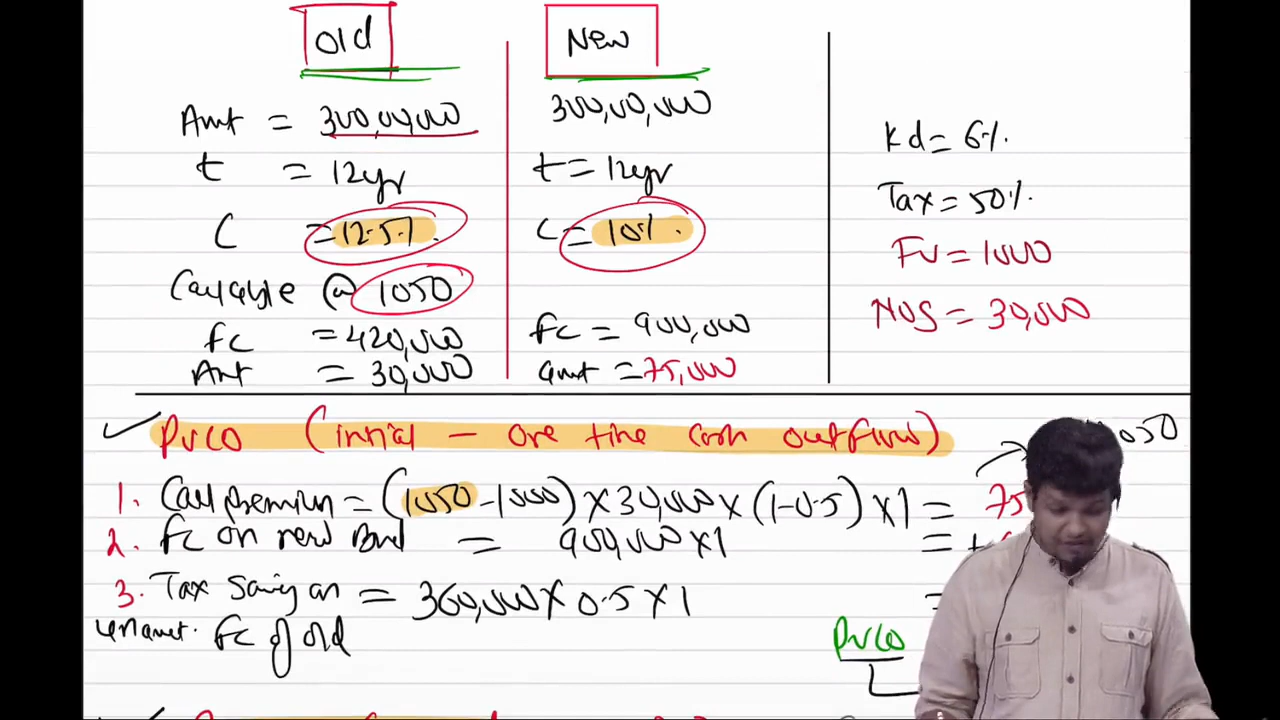 Old
New
Amt = 300,00,000
300,00,000
t = 12yr
t = 12yr
C = 12.5%.
C = 10%.
Callable @ 1050
fc = 420,000
fc = 900,000
Amt = 30,000
amt = 75,000
Kd = 6%.
Tax = 50%.
Fv = 1000
NOS = 30,000
PVCO (initial - one time cash outflow)
1. Call premium = (1050-1000) x 30,000 x (1-0.5) x 1 = 75
2. fc on new Bond = 900,000 x 1 = +
3. Tax saving on = 360,000 x 0.5 x 1 =
unamt. fc of old
PVCO